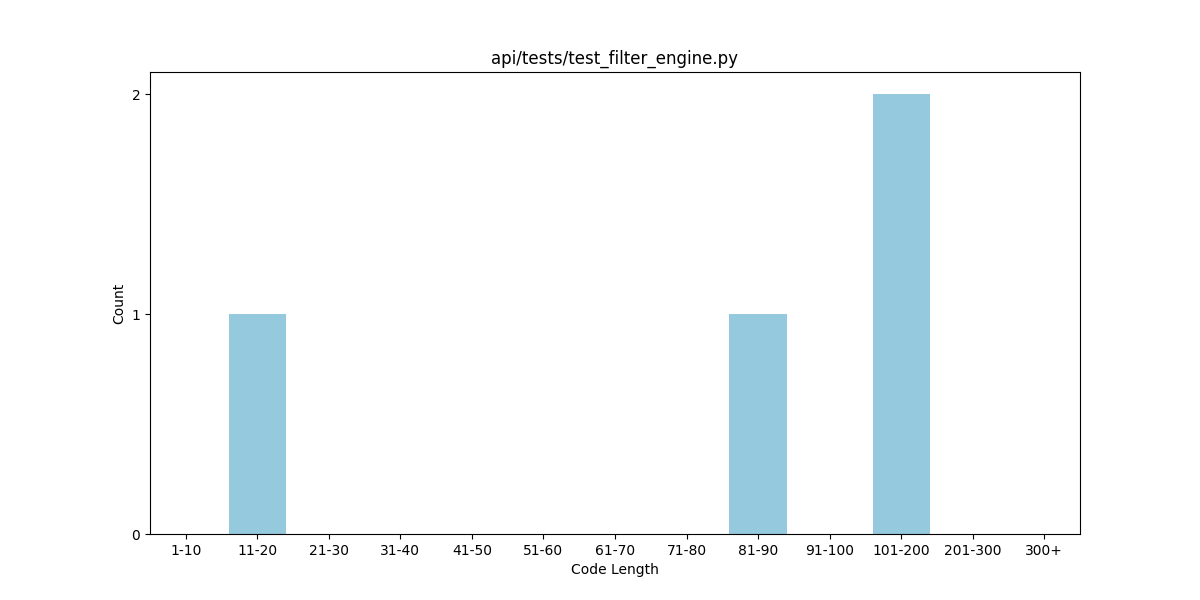 api/tests/test_filter_engine.py
2
1
0
Count
1-10 11-20 21-30 31-40 41-50 51-60 61-70 71-80 81-90 91-100 101-200 201-300 300+
Code Length